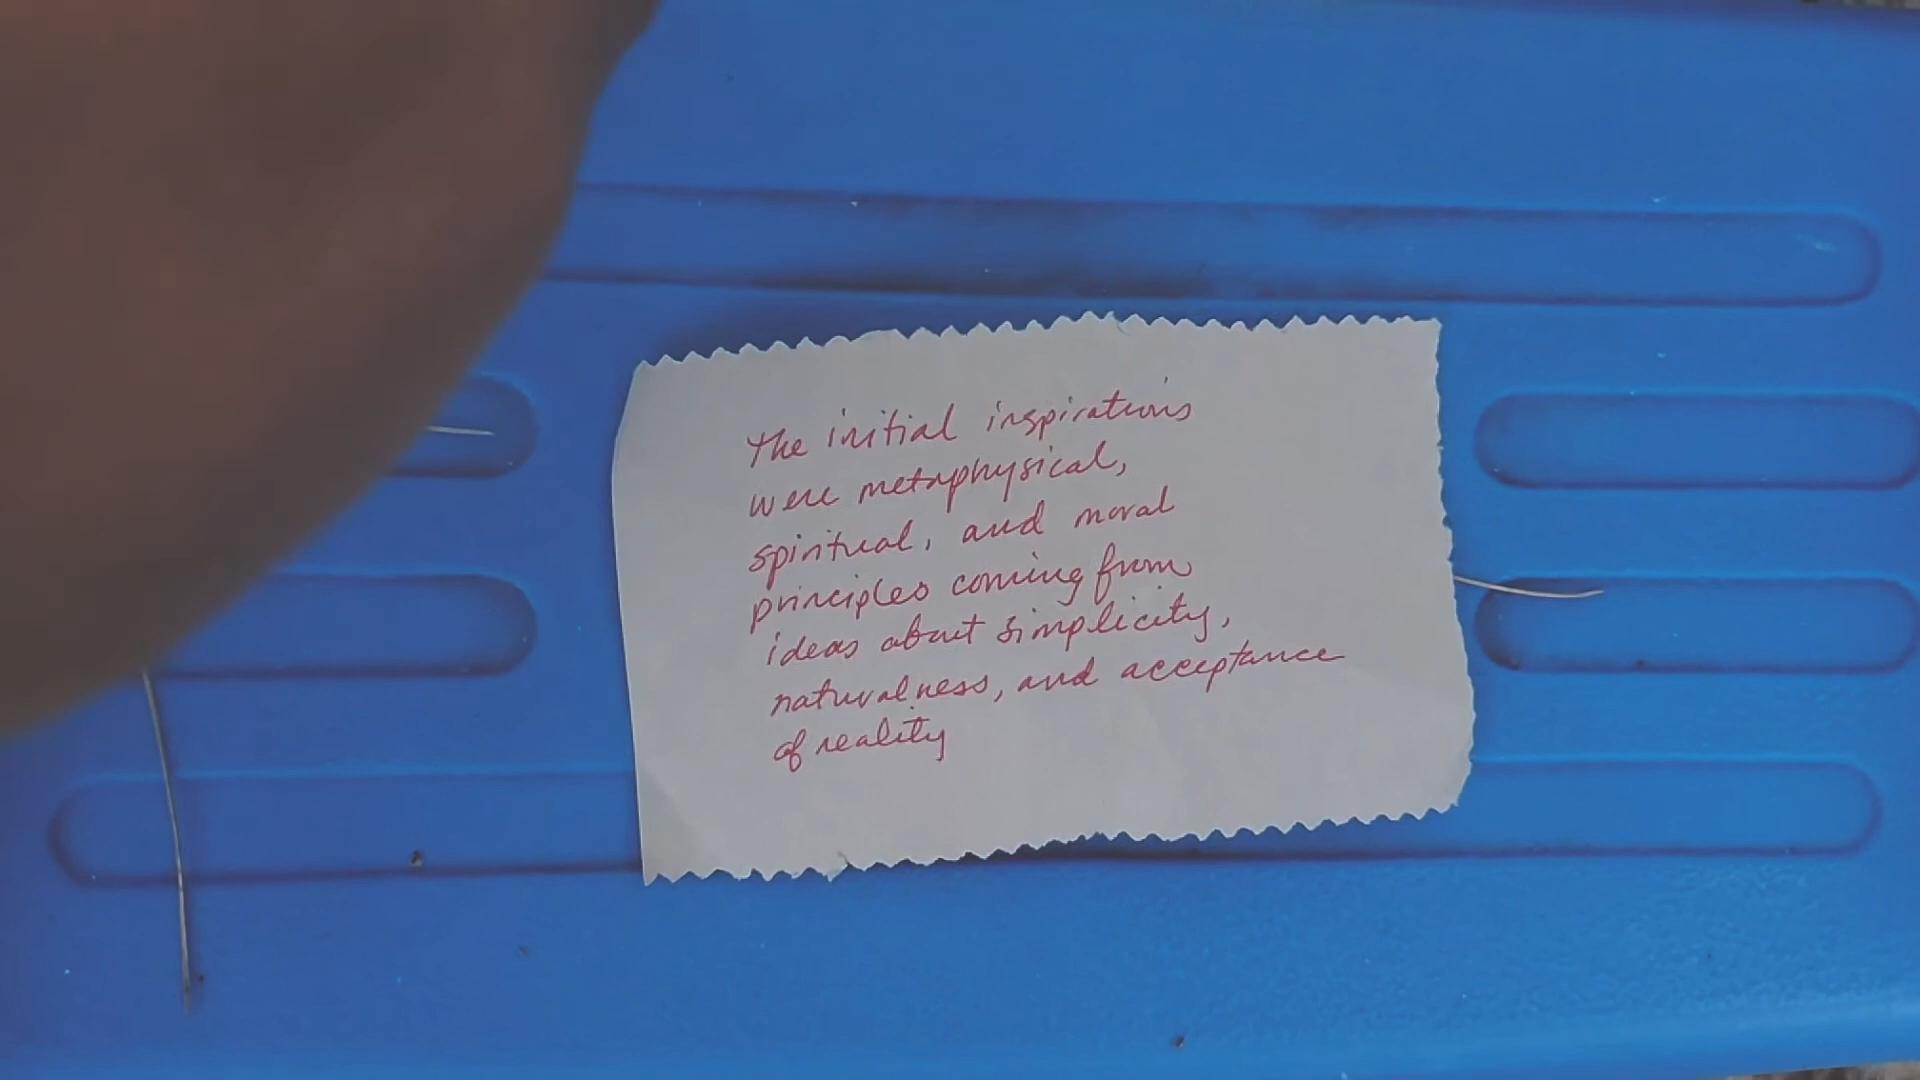 The initial inspirations
were metaphysical,
spiritual, and moral
principles coming from
ideas about simplicity,
naturalness, and acceptance
of reality